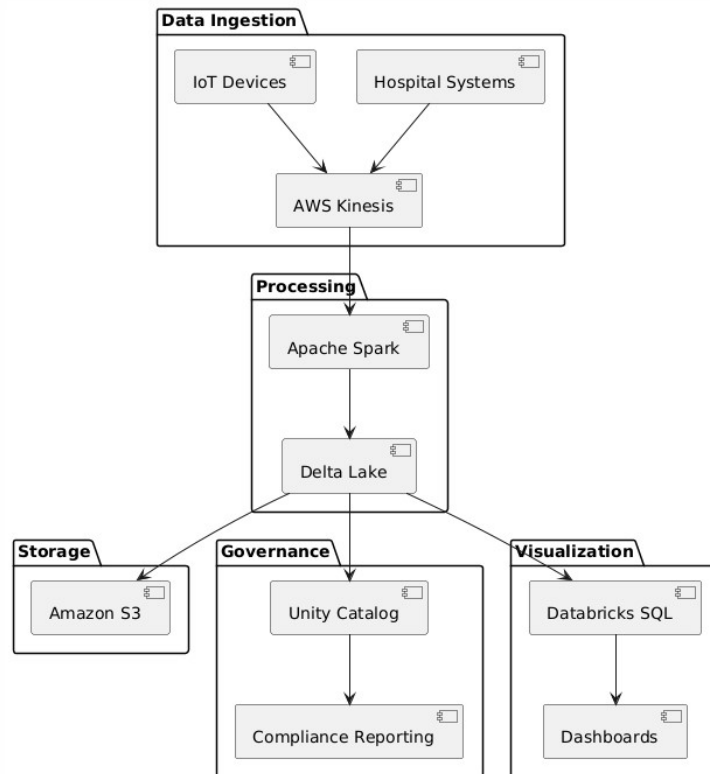 Data Ingestion
IoT Devices
Hospital Systems
AWS Kinesis
Processing
Apache Spark
Delta Lake
Storage
Governance
Visualization
Amazon S3
Unity Catalog
Databricks SQL
Compliance Reporting
Dashboards